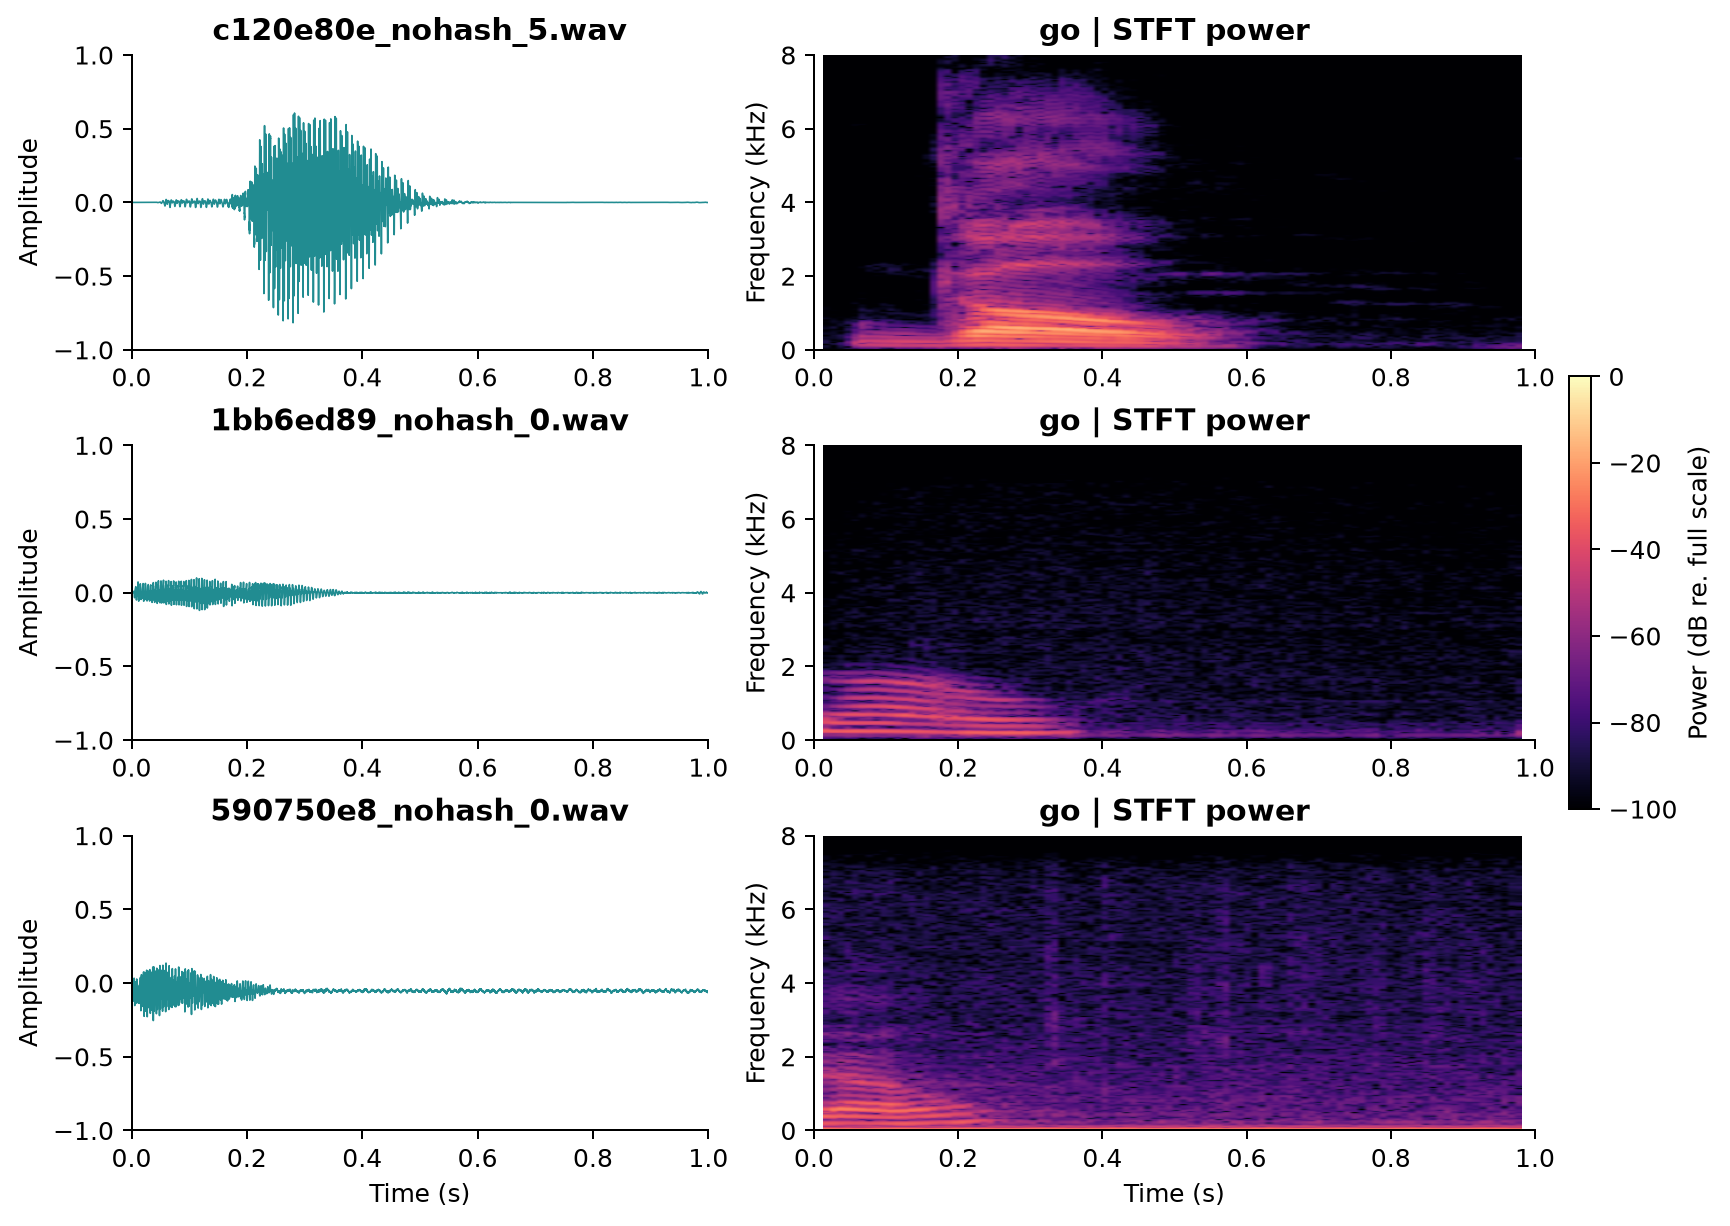 c120e80e_nohash_5.wav
go | STFT power
Amplitude
1.0
0.5
0.0
−0.5
−1.0
0.0 0.2 0.4 0.6 0.8 1.0
Frequency (kHz)
8
6
4
2
0
0.0 0.2 0.4 0.6 0.8 1.0
1bb6ed89_nohash_0.wav
go | STFT power
Amplitude
1.0
0.5
0.0
−0.5
−1.0
0.0 0.2 0.4 0.6 0.8 1.0
Frequency (kHz)
8
6
4
2
0
0.0 0.2 0.4 0.6 0.8 1.0
590750e8_nohash_0.wav
go | STFT power
Amplitude
1.0
0.5
0.0
−0.5
−1.0
0.0 0.2 0.4 0.6 0.8 1.0
Time (s)
Frequency (kHz)
8
6
4
2
0
0.0 0.2 0.4 0.6 0.8 1.0
Time (s)
0
−20
−40
−60
−80
−100
Power (dB re. full scale)